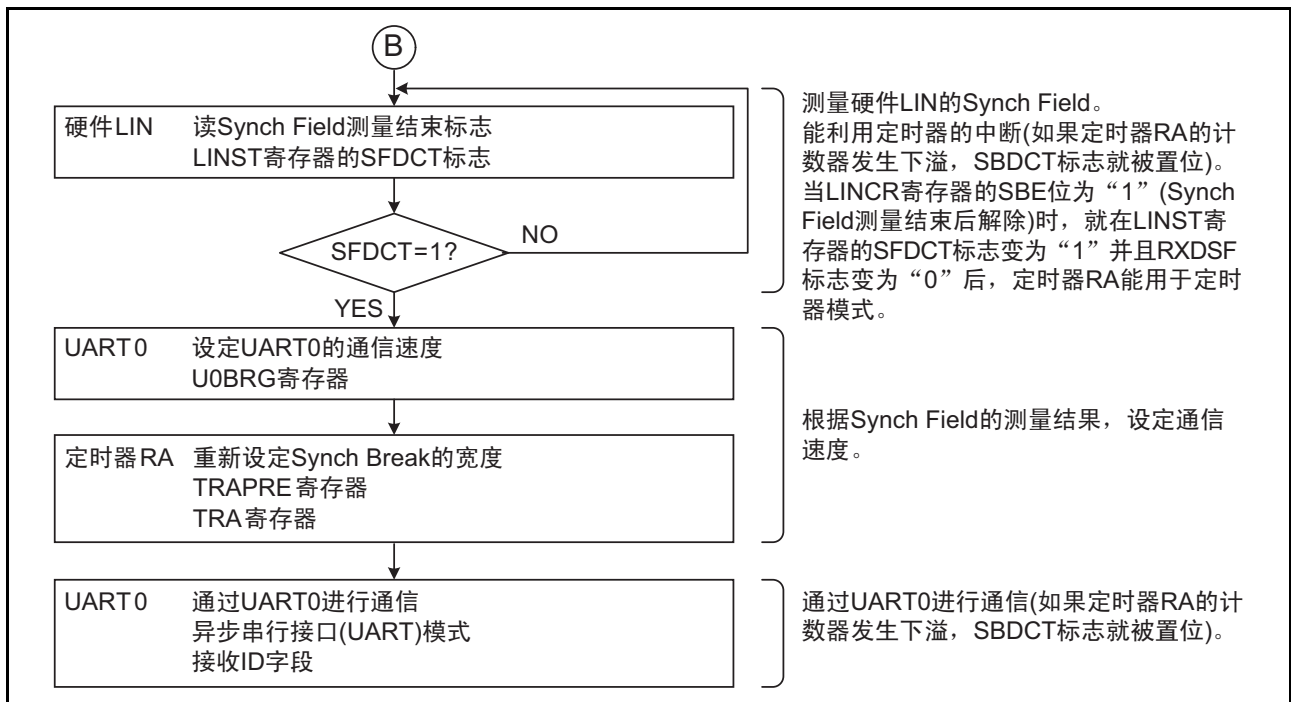 B
硬件LIN 读Synch Field测量结束标志
LINST寄存器的SFDCT标志
测量硬件LIN的Synch Field。
能利用定时器的中断(如果定时器RA的计
数器发生下溢，SBDCT标志就被置位)。
当LINCR寄存器的SBE位为“1”(Synch
Field测量结束后解除)时，就在LINST寄
存器的SFDCT标志变为“1”并且RXDSF
标志变为“0”后，定时器RA能用于定时
器模式。
SFDCT=1?
NO
YES
UART0 设定UART0的通信速度
U0BRG寄存器
定时器RA 重新设定Synch Break的宽度
TRAPRE寄存器
TRA寄存器
根据Synch Field的测量结果，设定通信
速度。
UART0 通过UART0进行通信
异步串行接口(UART)模式
接收ID字段
通过UART0进行通信(如果定时器RA的计
数器发生下溢，SBDCT标志就被置位)。